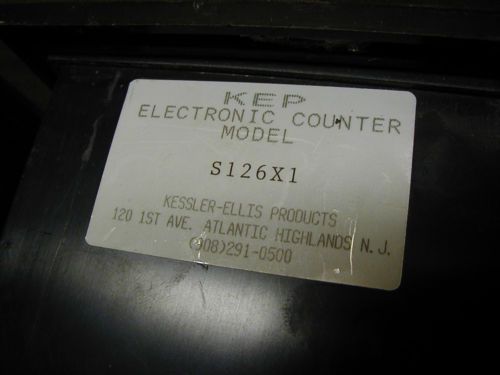 KEP
ELECTRONIC COUNTER
MODEL
S126X1
KESSLER-ELLIS PRODUCTS
120 1ST AVE. ATLANTIC HIGHLANDS N.J.
(908)291-0500